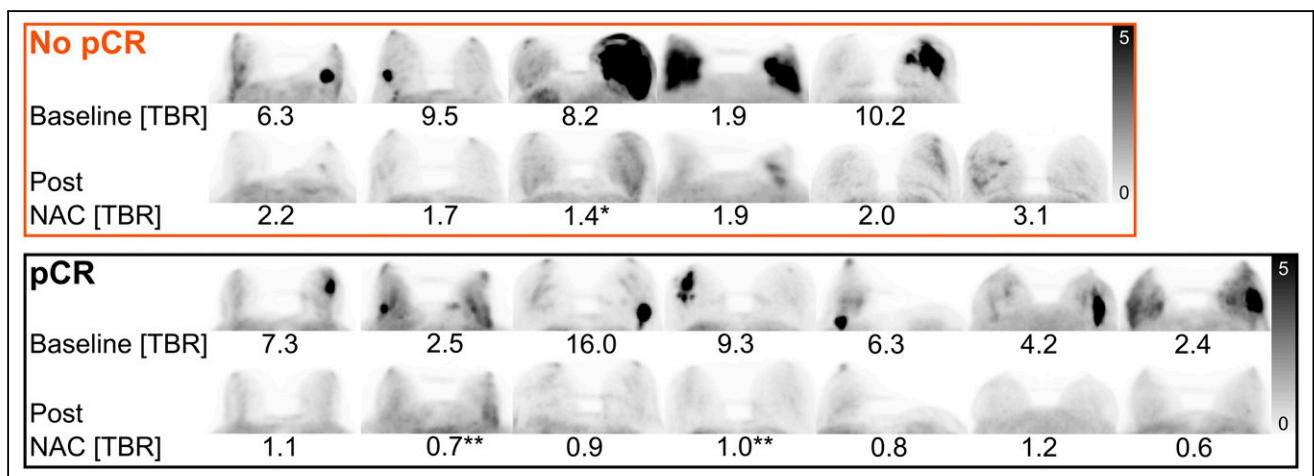 No pCR
5
Baseline [TBR] 6.3 9.5 8.2 1.9 10.2
Post
NAC [TBR] 2.2 1.7 1.4* 1.9 2.0 3.1
0
pCR
5
Baseline [TBR] 7.3 2.5 16.0 9.3 6.3 4.2 2.4
Post
NAC [TBR] 1.1 0.7** 0.9 1.0** 0.8 1.2 0.6
0